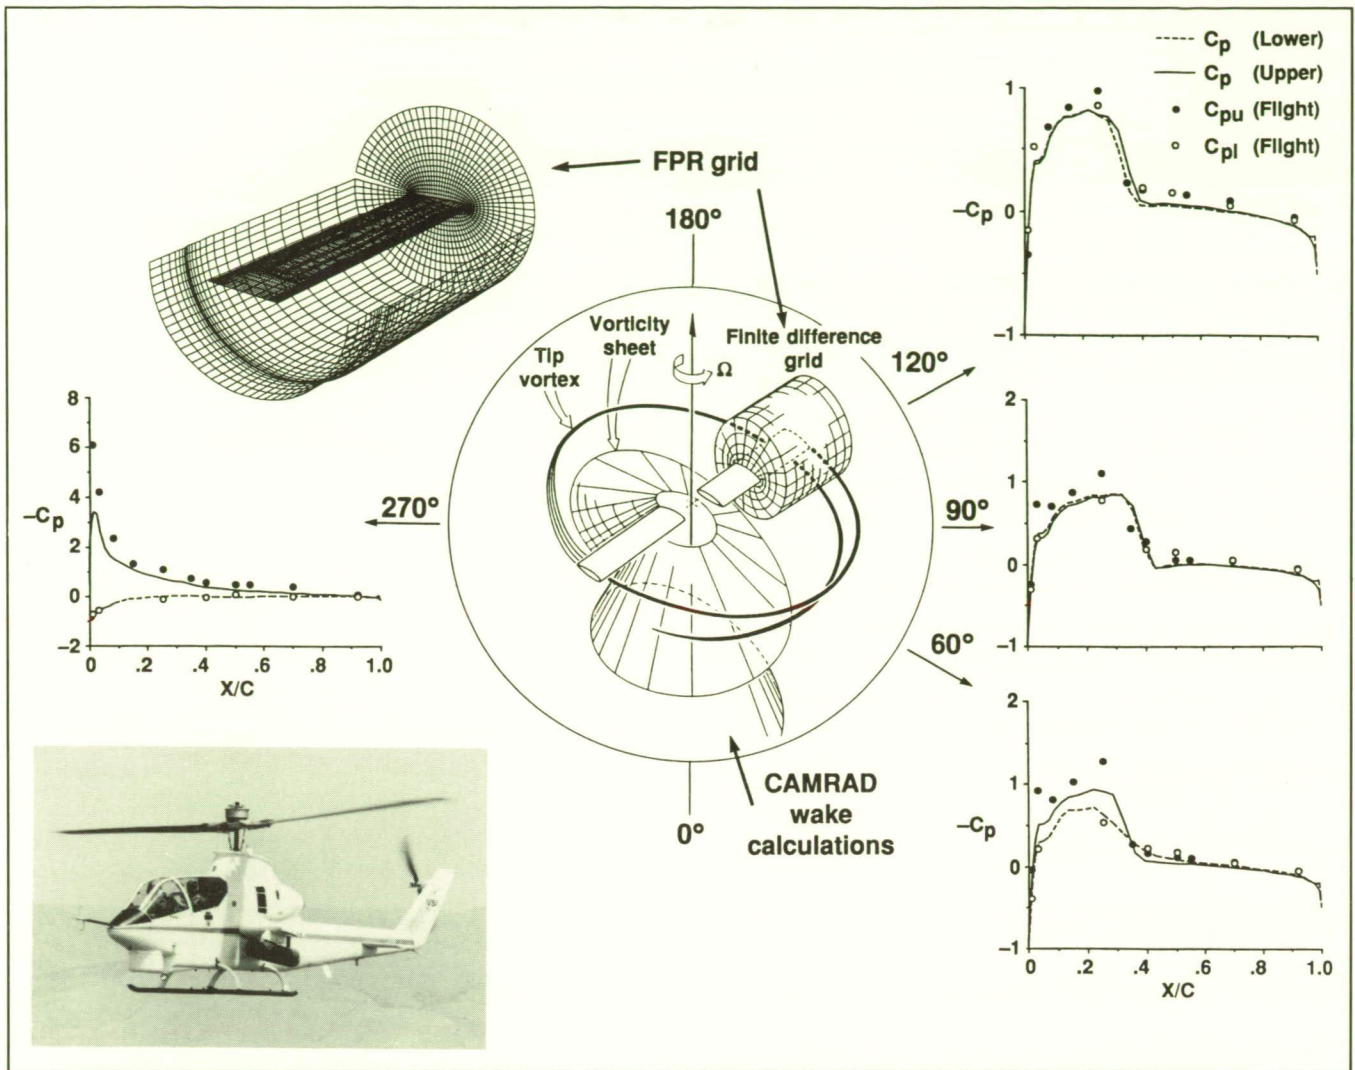 Cp (Lower)
Cp (Upper)
Cpu (Flight)
Cpl (Flight)
FPR grid
180°
Vorticity
sheet
Tip
vortex
Finite difference
grid
Ω
120°
90°
60°
0°
270°
CAMRAD
wake
calculations
1
–Cp 0
–1
2
1
0
–1
2
1
–Cp
0
–1
0 .2 .4 .6 .8 1.0
X/C
8
6
4
–Cp
2
0
–2
0 .2 .4 .6 .8 1.0
X/C